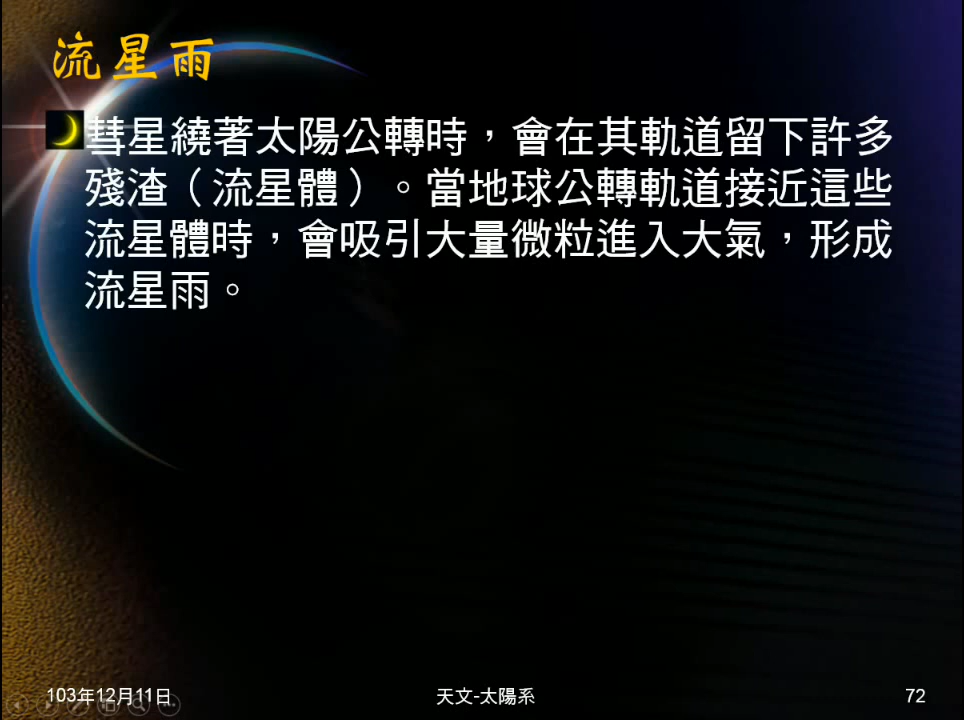 流星雨
彗星繞著太陽公轉時，會在其軌道留下許多
殘渣（流星體）。當地球公轉軌道接近這些
流星體時，會吸引大量微粒進入大氣，形成
流星雨。
103年12月11日
天文-太陽系
72